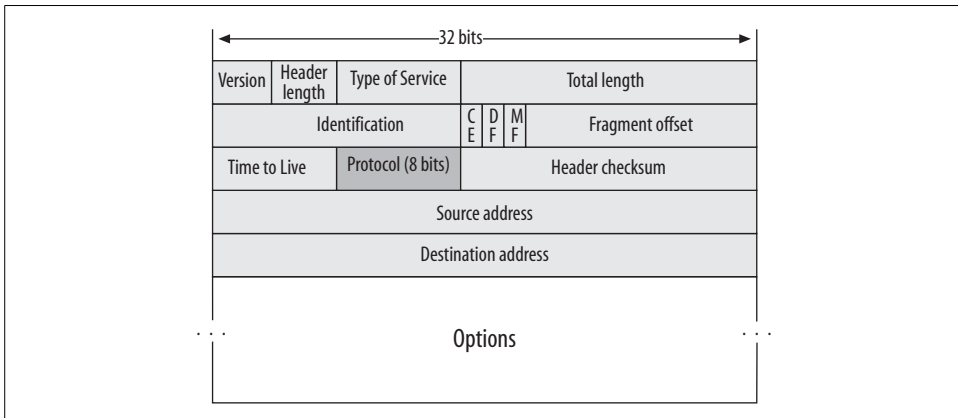 32 bits
Version
Header
length
Type of Service
Total length
Identification
C
E
D
F
M
F
Fragment offset
Time to Live
Protocol (8 bits)
Header checksum
Source address
Destination address
. . .
Options
. . .